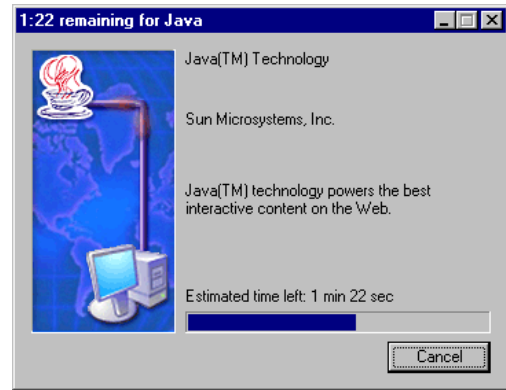 1:22 remaining for Java
Java(TM) Technology
Sun Microsystems, Inc.
Java(TM) technology powers the best
interactive content on the Web.
Estimated time left: 1 min 22 sec
Cancel